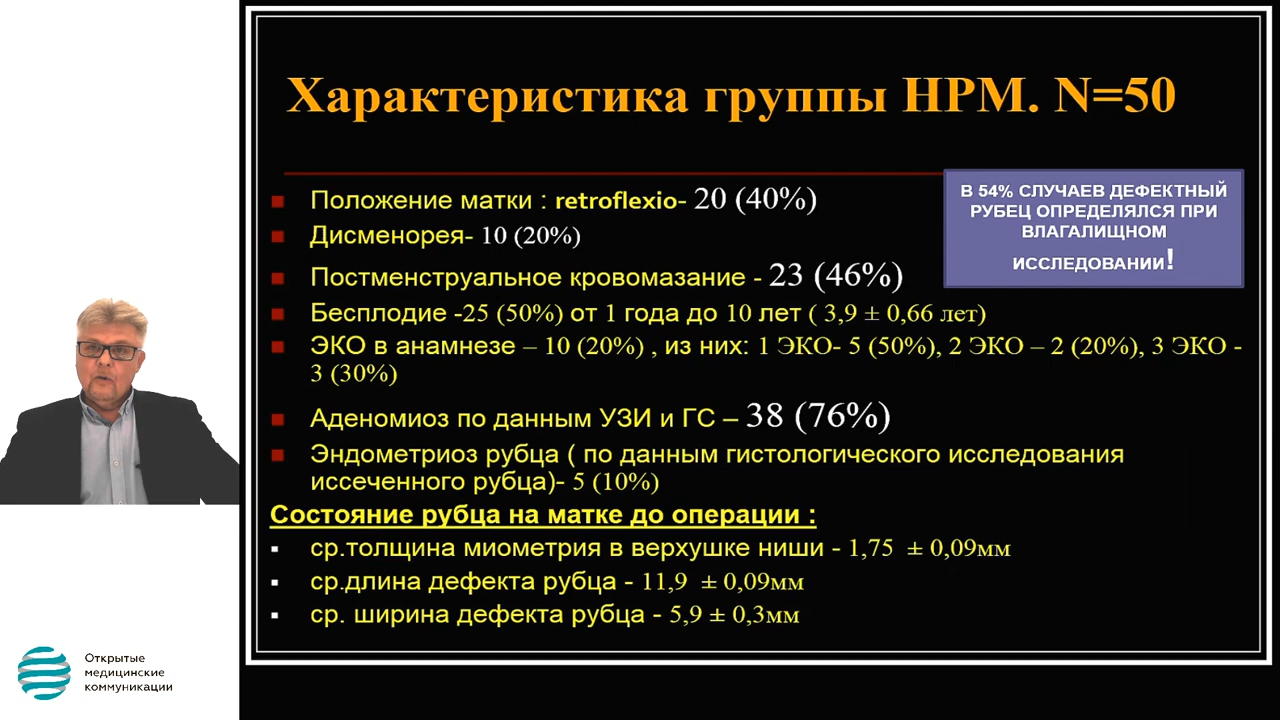 Характеристика группы НРМ. N=50
Положение матки : retroflexio- 20 (40%)
Дисменорея- 10 (20%)
Постменструальное кровомазание - 23 (46%)
Бесплодие -25 (50%) от 1 года до 10 лет ( 3,9 ± 0,66 лет)
ЭКО в анамнезе – 10 (20%) , из них: 1 ЭКО- 5 (50%), 2 ЭКО – 2 (20%), 3 ЭКО -
3 (30%)
Аденомиоз по данным УЗИ и ГС – 38 (76%)
Эндометриоз рубца ( по данным гистологического исследования
иссеченного рубца)- 5 (10%)
Состояние рубца на матке до операции :
ср.толщина миометрия в верхушке ниши - 1,75 ± 0,09мм
ср.длина дефекта рубца - 11,9 ± 0,09мм
ср. ширина дефекта рубца - 5,9 ± 0,3мм
В 54% СЛУЧАЕВ ДЕФЕКТНЫЙ
РУБЕЦ ОПРЕДЕЛЯЛСЯ ПРИ
ВЛАГАЛИЩНОМ
ИССЛЕДОВАНИИ!
Открытые
медицинские
коммуникации